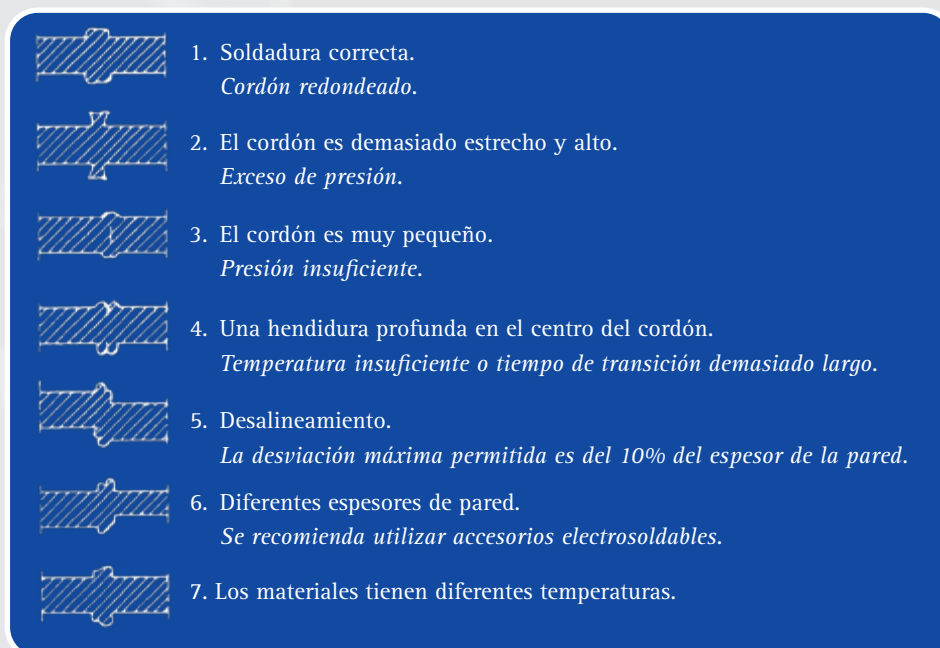 1. Soldadura correcta.
Cordón redondeado.
2. El cordón es demasiado estrecho y alto.
Exceso de presión.
3. El cordón es muy pequeño.
Presión insuficiente.
4. Una hendidura profunda en el centro del cordón.
Temperatura insuficiente o tiempo de transición demasiado largo.
5. Desalineamiento.
La desviación máxima permitida es del 10% del espesor de la pared.
6. Diferentes espesores de pared.
Se recomienda utilizar accesorios electrosoldables.
7. Los materiales tienen diferentes temperaturas.